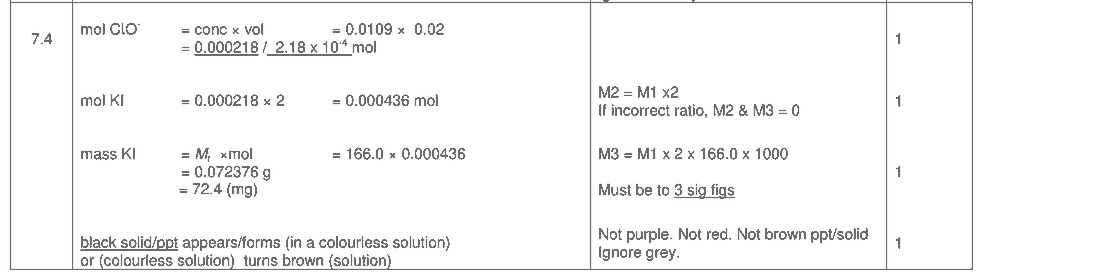 7.4
mol ClO⁻ = conc × vol = 0.0109 × 0.02
= 0.000218 / 2.18 x 10⁻⁴ mol
1
mol KI = 0.000218 × 2 = 0.000436 mol
M2 = M1 x2
If incorrect ratio, M2 & M3 = 0
1
mass KI = Mᵣ ×mol = 166.0 × 0.000436
= 0.072376 g
= 72.4 (mg)
M3 = M1 x 2 x 166.0 x 1000
Must be to 3 sig figs
1
black solid/ppt appears/forms (in a colourless solution)
or (colourless solution) turns brown (solution)
Not purple. Not red. Not brown ppt/solid
Ignore grey.
1